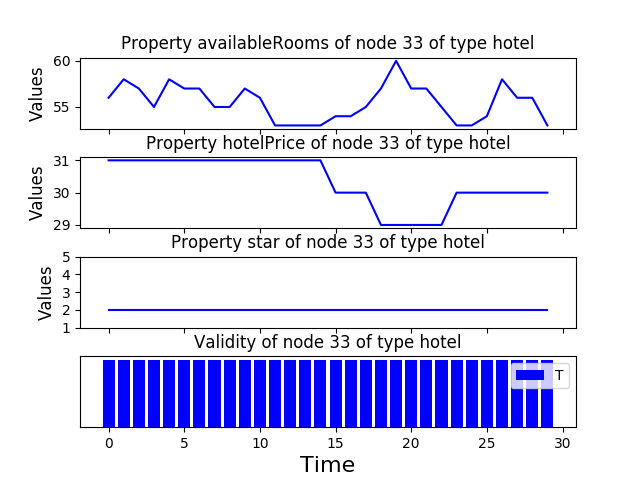 Property availableRooms of node 33 of type hotel
60
55
Values
Property hotelPrice of node 33 of type hotel
31
30
29
Values
Property star of node 33 of type hotel
5
4
3
2
1
Values
Validity of node 33 of type hotel
T
0 5 10 15 20 25 30
Time